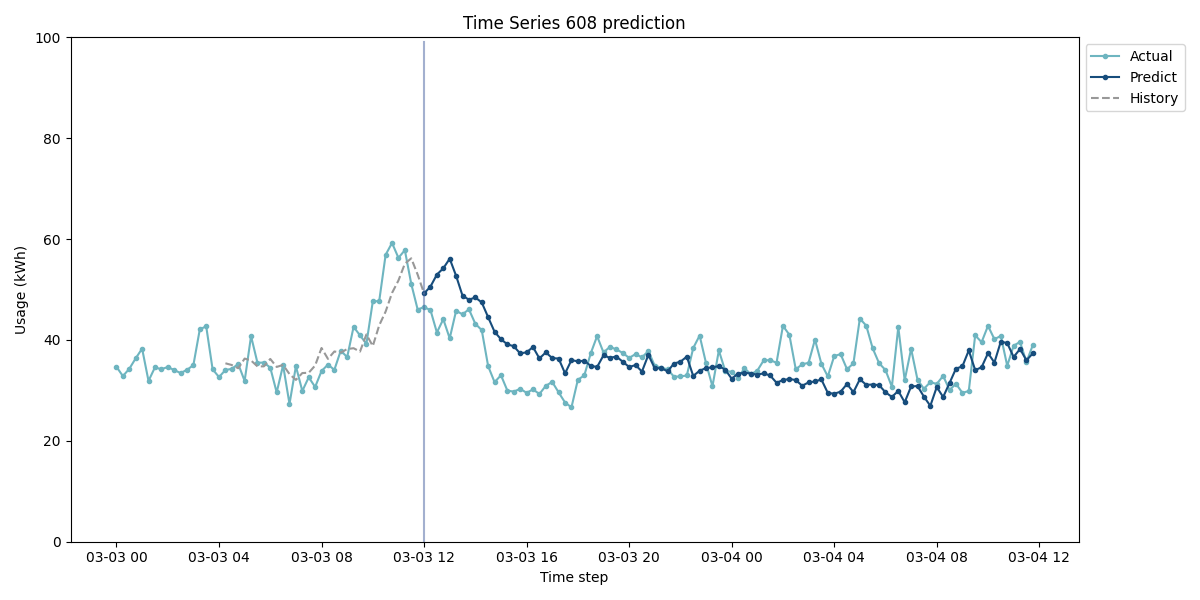 Time Series 608 prediction
100
80
60
40
20
0
Usage (kWh)
03-03 00 03-03 04 03-03 08 03-03 12 03-03 16 03-03 20 03-04 00 03-04 04 03-04 08 03-04 12
Time step
Actual
Predict
History